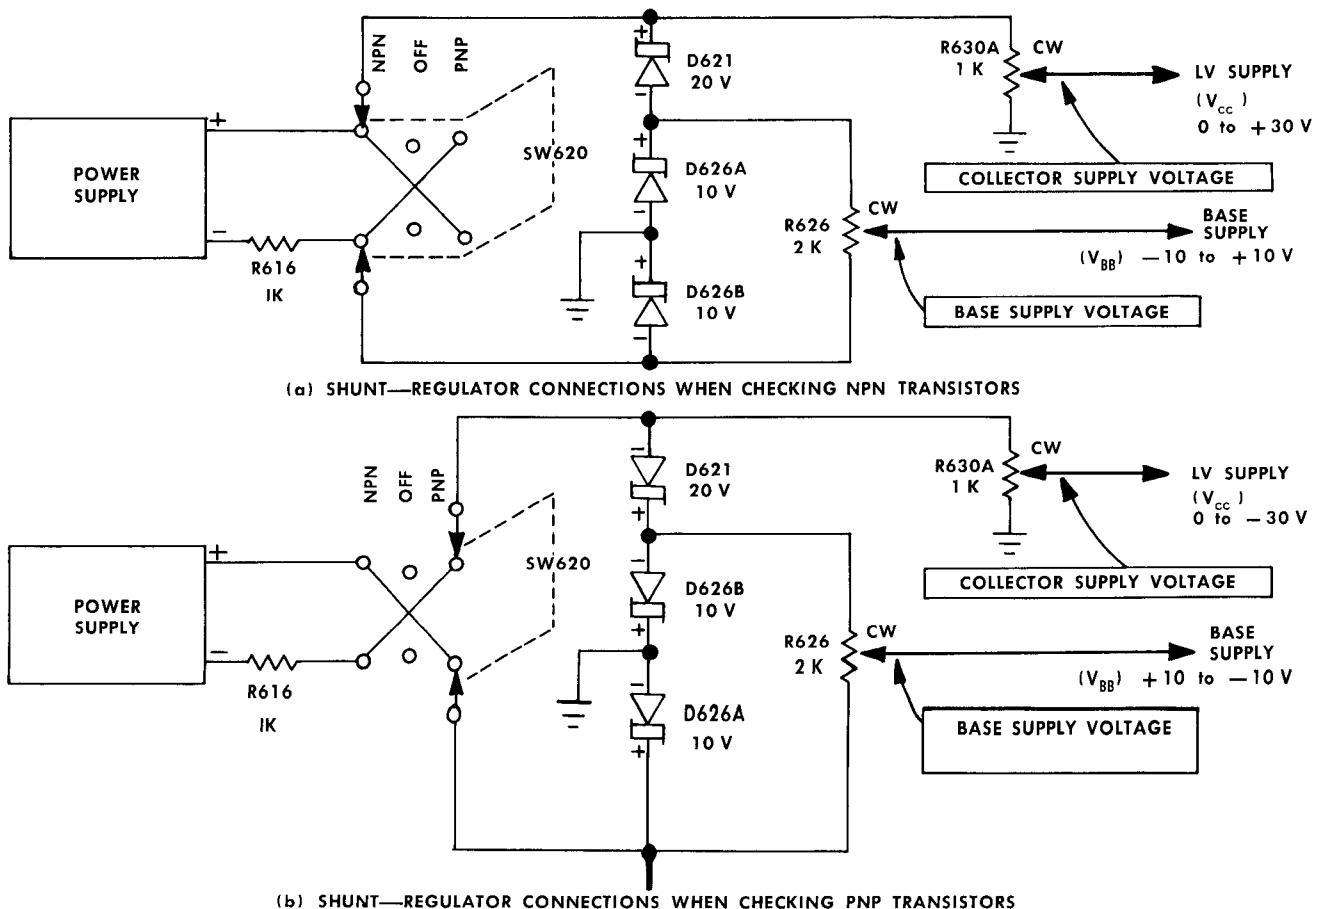 NPN OFF PNP
POWER
SUPPLY
+
−
R616
1K
SW620
+
D621
20 V
−
+
D626A
10 V
−
+
D626B
10 V
−
R630A
1 K
CW
LV SUPPLY
(Vcc)
0 to +30 V
COLLECTOR SUPPLY VOLTAGE
R626
2 K
CW
BASE
SUPPLY
(VBB) −10 to +10 V
BASE SUPPLY VOLTAGE
(a) SHUNT—REGULATOR CONNECTIONS WHEN CHECKING NPN TRANSISTORS
NPN OFF PNP
POWER
SUPPLY
+
−
R616
1K
SW620
−
D621
20 V
+
−
D626B
10 V
+
−
D626A
10 V
+
R630A
1 K
CW
LV SUPPLY
(Vcc)
0 to −30 V
COLLECTOR SUPPLY VOLTAGE
R626
2 K
CW
BASE
SUPPLY
(VBB) +10 to −10 V
BASE SUPPLY VOLTAGE
(b) SHUNT—REGULATOR CONNECTIONS WHEN CHECKING PNP TRANSISTORS